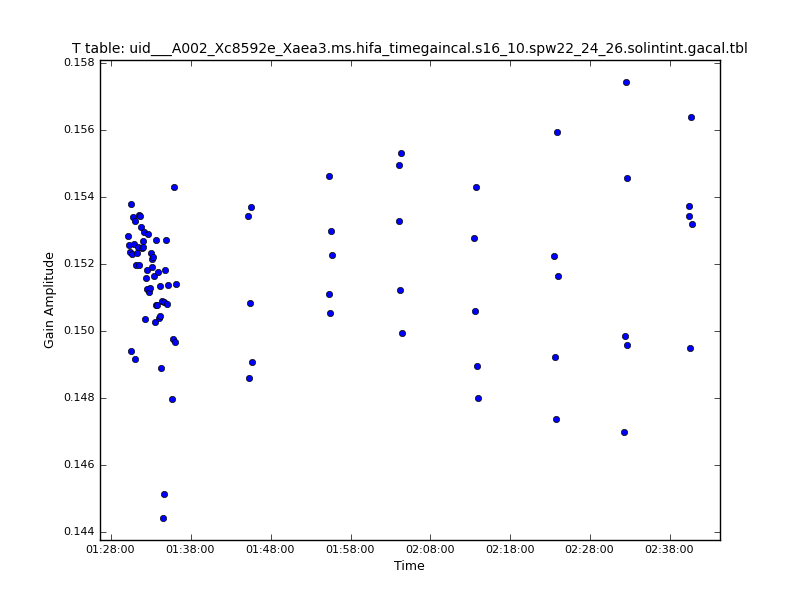 T table: uid___A002_Xc8592e_Xaea3.ms.hifa_timegaincal.s16_10.spw22_24_26.solintint.gacal.tbl
0.158
0.156
0.154
0.152
0.150
0.148
0.146
0.144
Gain Amplitude
01:28:00 01:38:00 01:48:00 01:58:00 02:08:00 02:18:00 02:28:00 02:38:00
Time